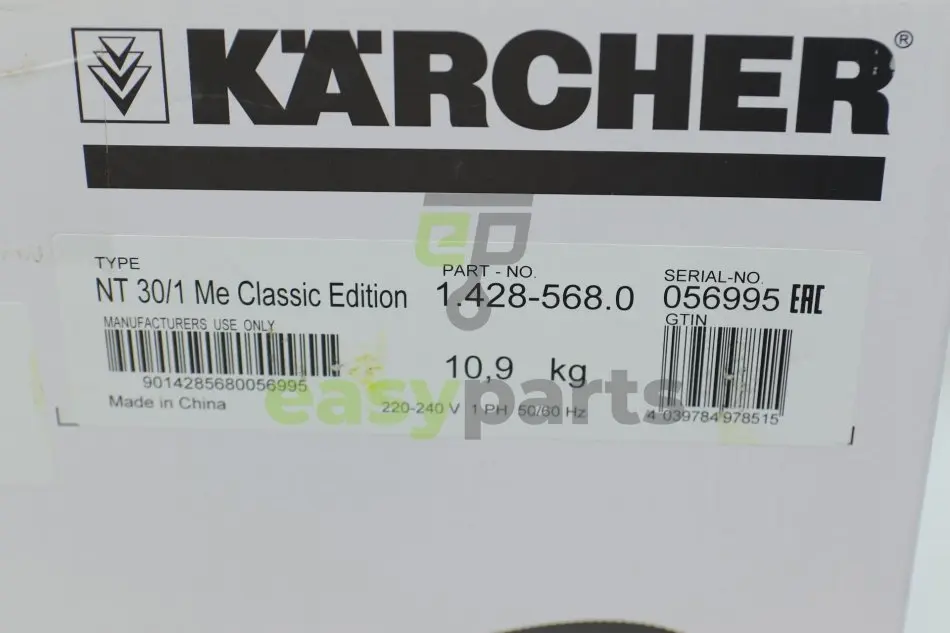 KÄRCHER®
TYPE
NT 30/1 Me Classic Edition
PART - NO.
1.428-568.0
SERIAL-NO.
056995 EAC
MANUFACTURERS USE ONLY
GTIN
9014285680056995
10,9 kg
Made in China
220-240 V 1 PH 50/60 Hz
4 039784 978515
ep
easyparts